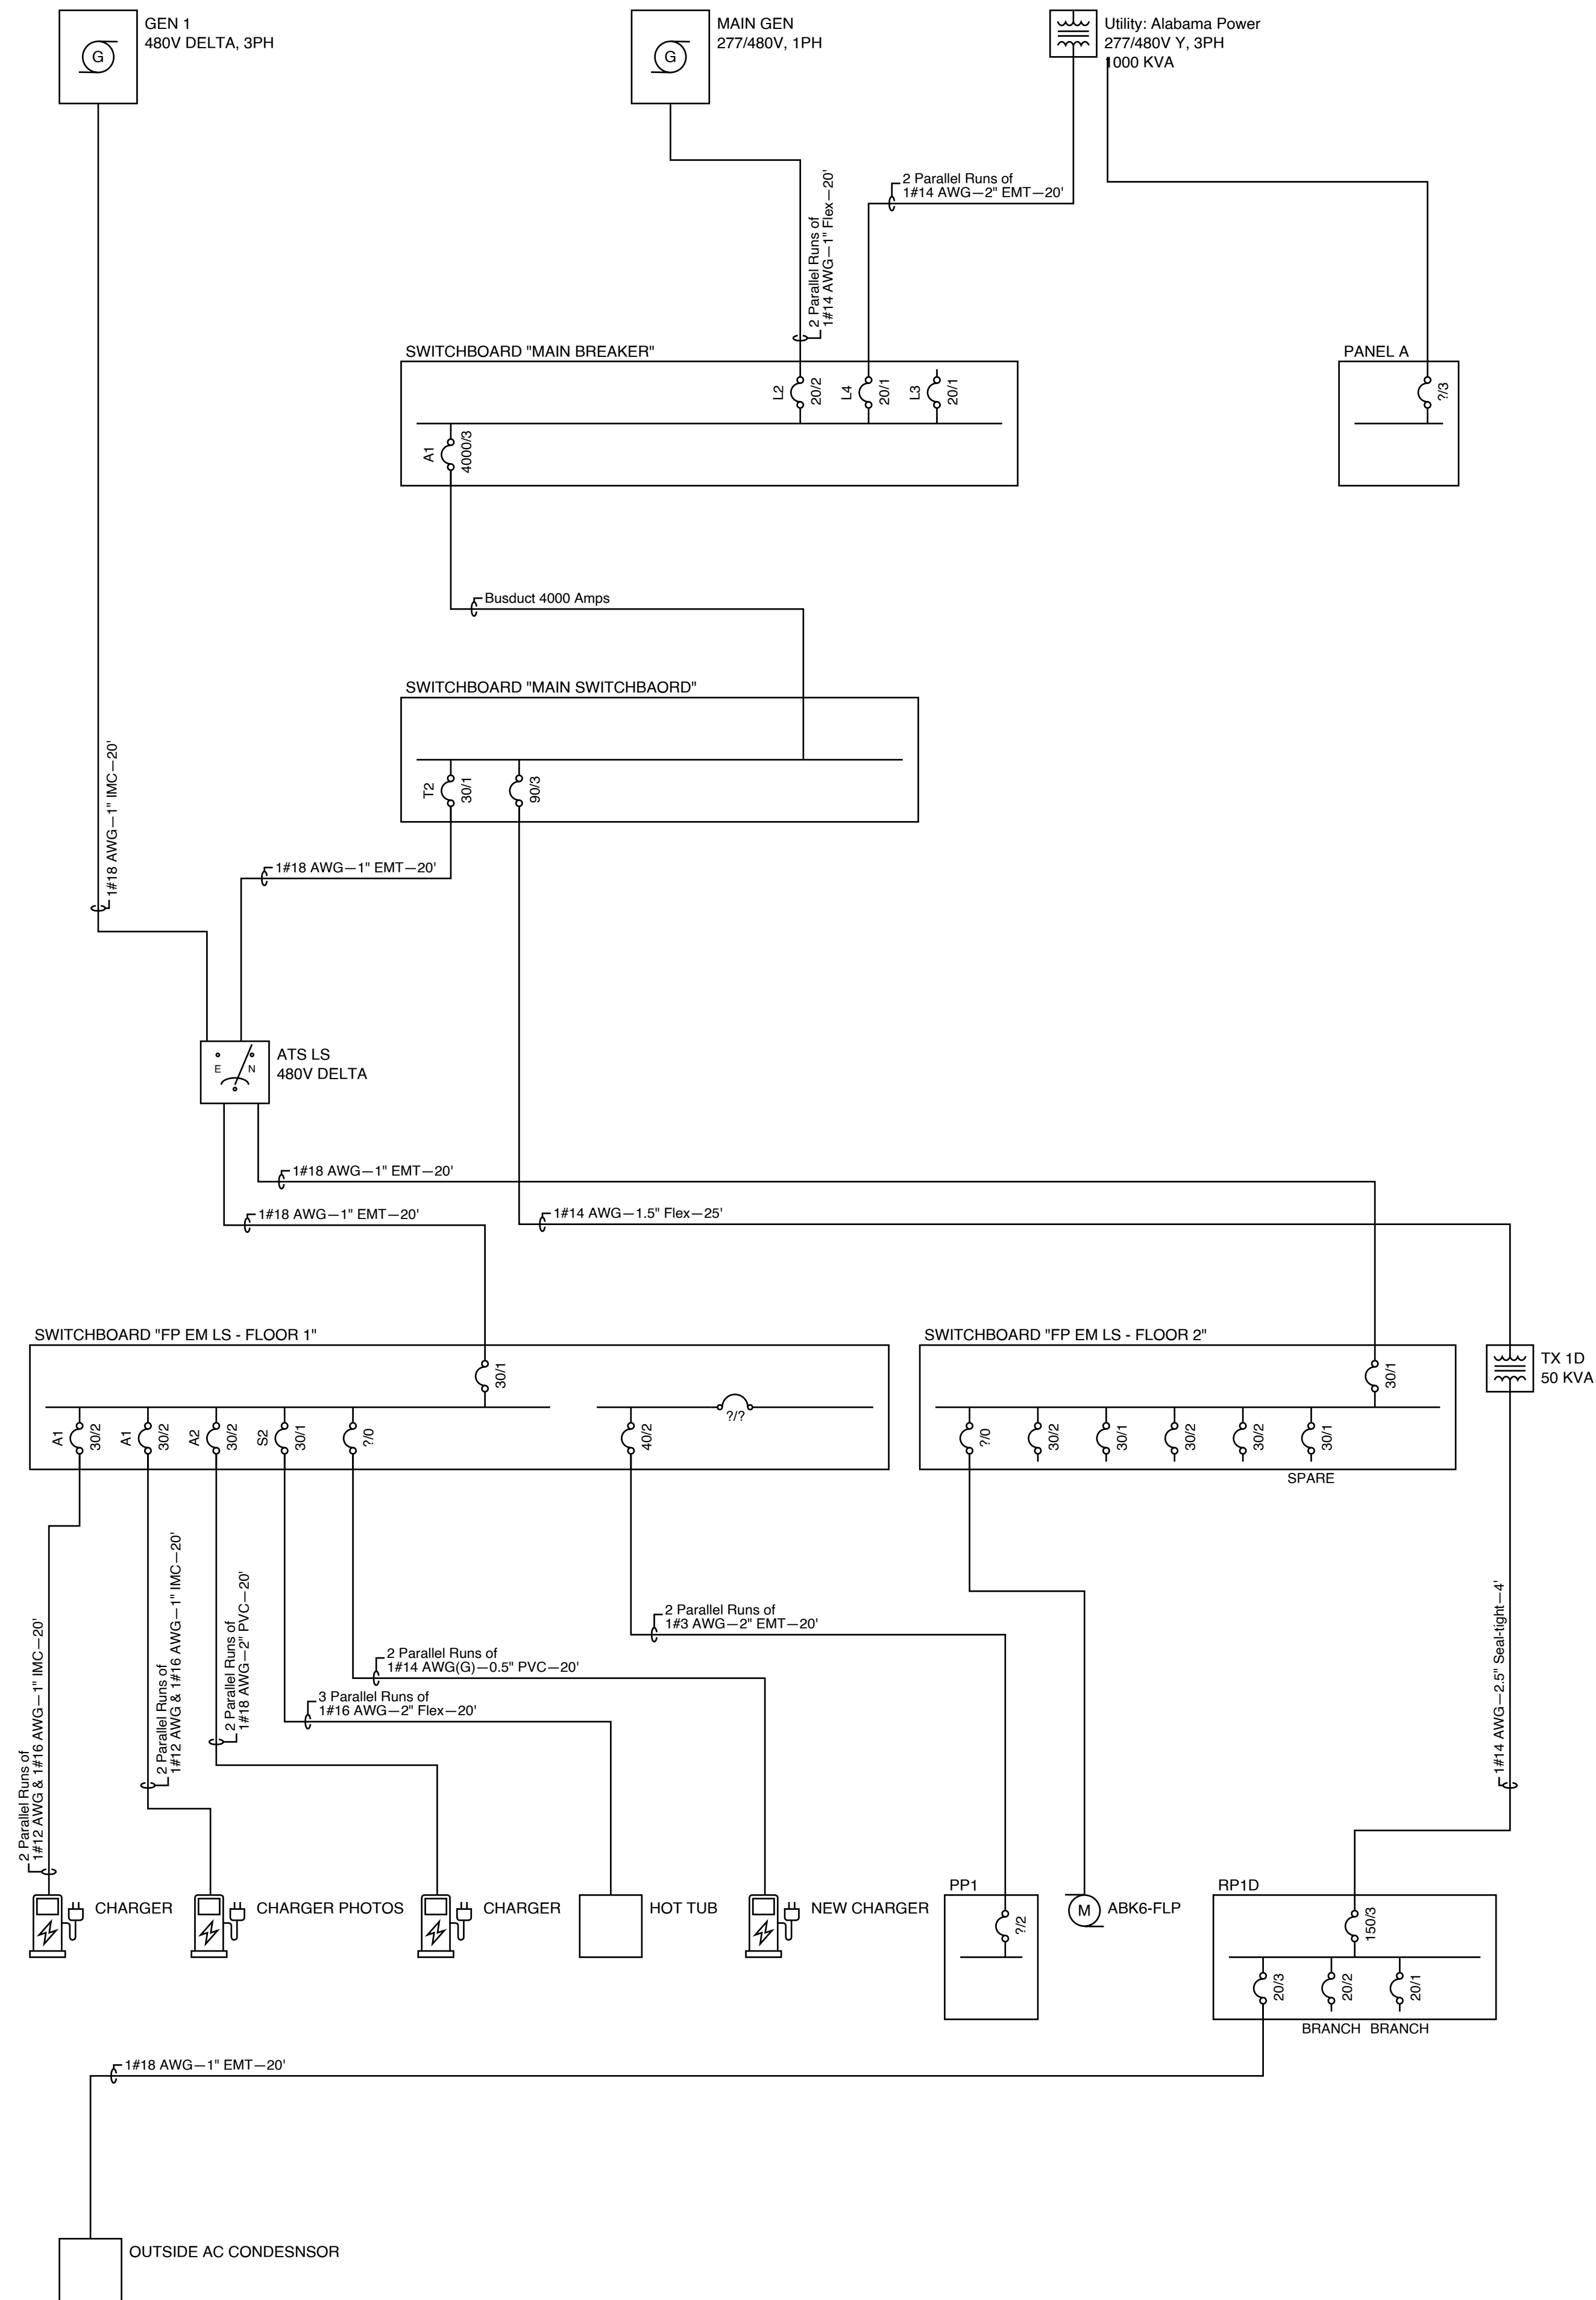 GEN 1
480V DELTA, 3PH
G
MAIN GEN
277/480V, 1PH
G
Utility: Alabama Power
277/480V Y, 3PH
1000 KVA
2 Parallel Runs of
1#14 AWG—1" Flex—20'
2 Parallel Runs of
1#14 AWG—2" EMT—20'
SWITCHBOARD "MAIN BREAKER"
L2
20/2
L4
20/1
L3
20/1
A1
4000/3
PANEL A
?/3
Busduct 4000 Amps
SWITCHBOARD "MAIN SWITCHBAORD"
T2
30/1
90/3
1#18 AWG—1" IMC—20'
1#18 AWG—1" EMT—20'
E
N
ATS LS
480V DELTA
1#18 AWG—1" EMT—20'
1#18 AWG—1" EMT—20'
1#14 AWG—1.5" Flex—25'
SWITCHBOARD "FP EM LS - FLOOR 1"
30/1
A1
30/2
A1
30/2
A2
30/2
S2
30/1
?/0
40/2
?/?
SWITCHBOARD "FP EM LS - FLOOR 2"
30/1
?/0
30/2
30/1
30/2
30/2
30/1
SPARE
TX 1D
50 KVA
2 Parallel Runs of
1#12 AWG & 1#16 AWG—1" IMC—20'
2 Parallel Runs of
1#12 AWG & 1#16 AWG—1" IMC—20'
2 Parallel Runs of
1#18 AWG—2" PVC—20'
3 Parallel Runs of
1#16 AWG—2" Flex—20'
2 Parallel Runs of
1#14 AWG(G)—0.5" PVC—20'
2 Parallel Runs of
1#3 AWG—2" EMT—20'
1#14 AWG—2.5" Seal-tight—4'
CHARGER
CHARGER PHOTOS
CHARGER
HOT TUB
NEW CHARGER
PP1
?/2
M
ABK6-FLP
RP1D
150/3
20/3
20/2
20/1
BRANCH
BRANCH
1#18 AWG—1" EMT—20'
OUTSIDE AC CONDESNSOR